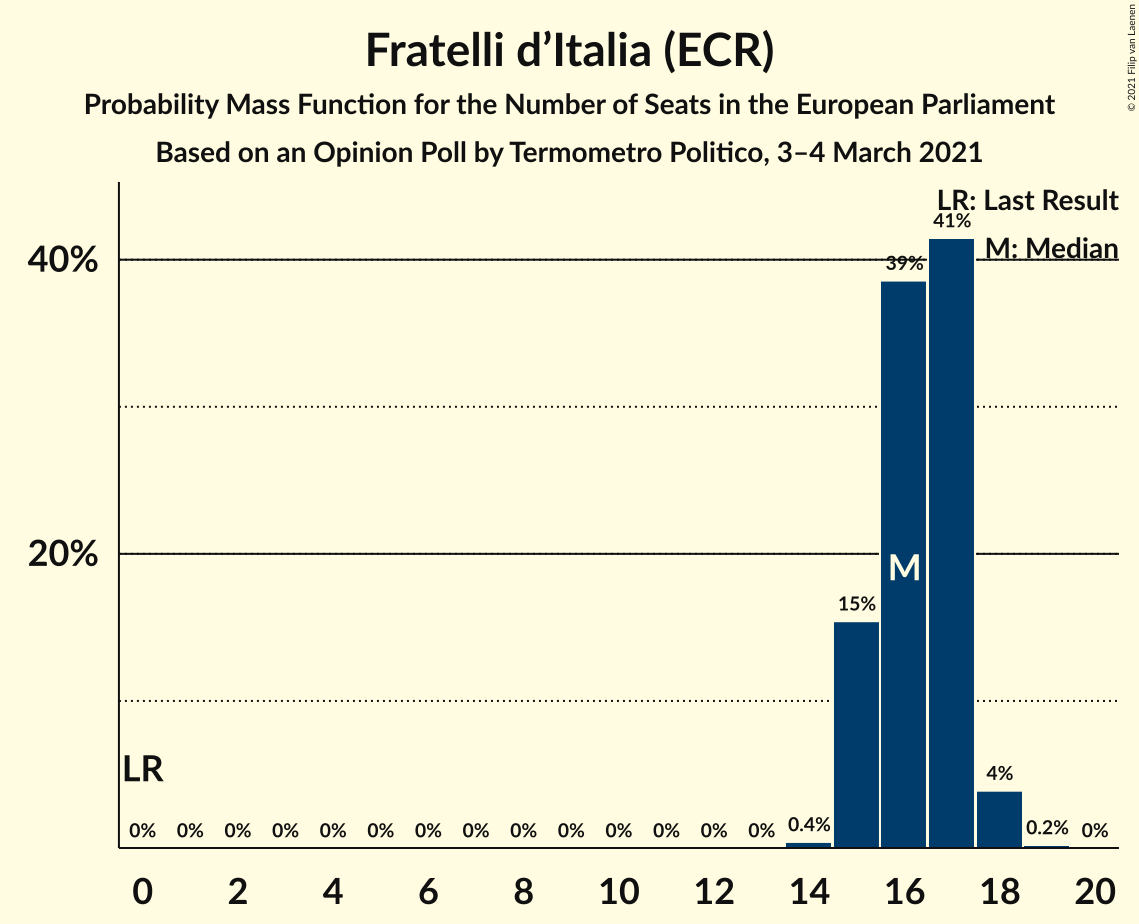 Fratelli d’Italia (ECR)
Probability Mass Function for the Number of Seats in the European Parliament
Based on an Opinion Poll by Termometro Politico, 3–4 March 2021
© 2021 Filip van Laenen
LR: Last Result
M: Median
40%
20%
41%
39%
M
15%
LR
0% 0% 0% 0% 0% 0% 0% 0% 0% 0% 0% 0% 0% 0% 0.4% 4% 0.2% 0%
0 2 4 6 8 10 12 14 16 18 20